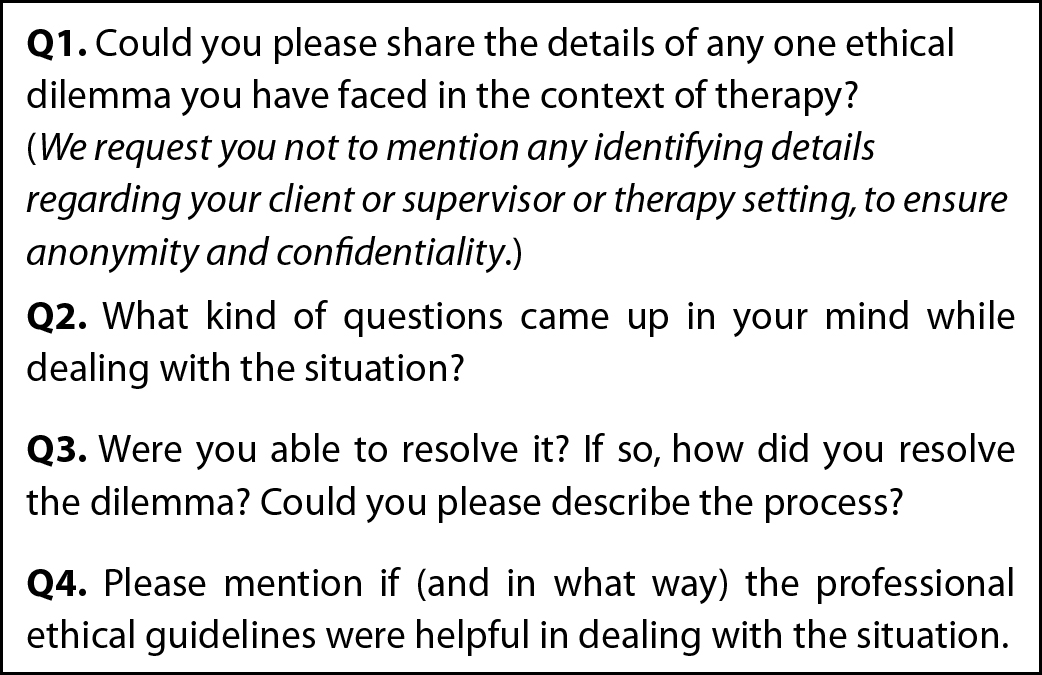 Q1. Could you please share the details of any one ethical
dilemma you have faced in the context of therapy?
(We request you not to mention any identifying details
regarding your client or supervisor or therapy setting, to ensure
anonymity and confidentiality.)
Q2. What kind of questions came up in your mind while
dealing with the situation?
Q3. Were you able to resolve it? If so, how did you resolve
the dilemma? Could you please describe the process?
Q4. Please mention if (and in what way) the professional
ethical guidelines were helpful in dealing with the situation.